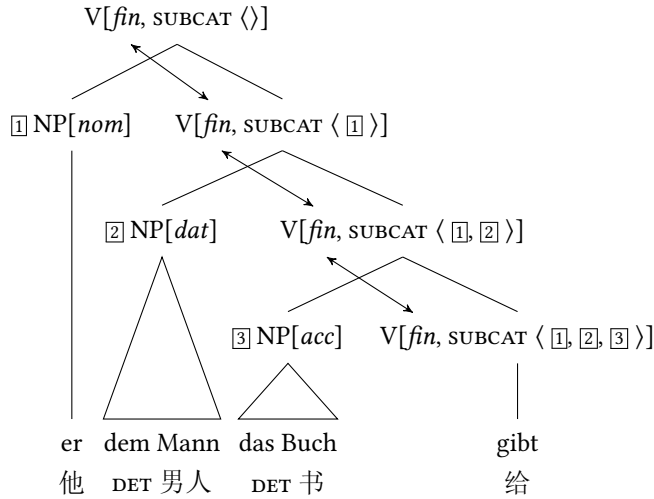 V[fin, SUBCAT ⟨⟩]
1 NP[nom] V[fin, SUBCAT ⟨ 1 ⟩]
2 NP[dat] V[fin, SUBCAT ⟨ 1, 2 ⟩]
3 NP[acc] V[fin, SUBCAT ⟨ 1, 2, 3 ⟩]
er dem Mann das Buch gibt
他 DET 男人 DET 书 给